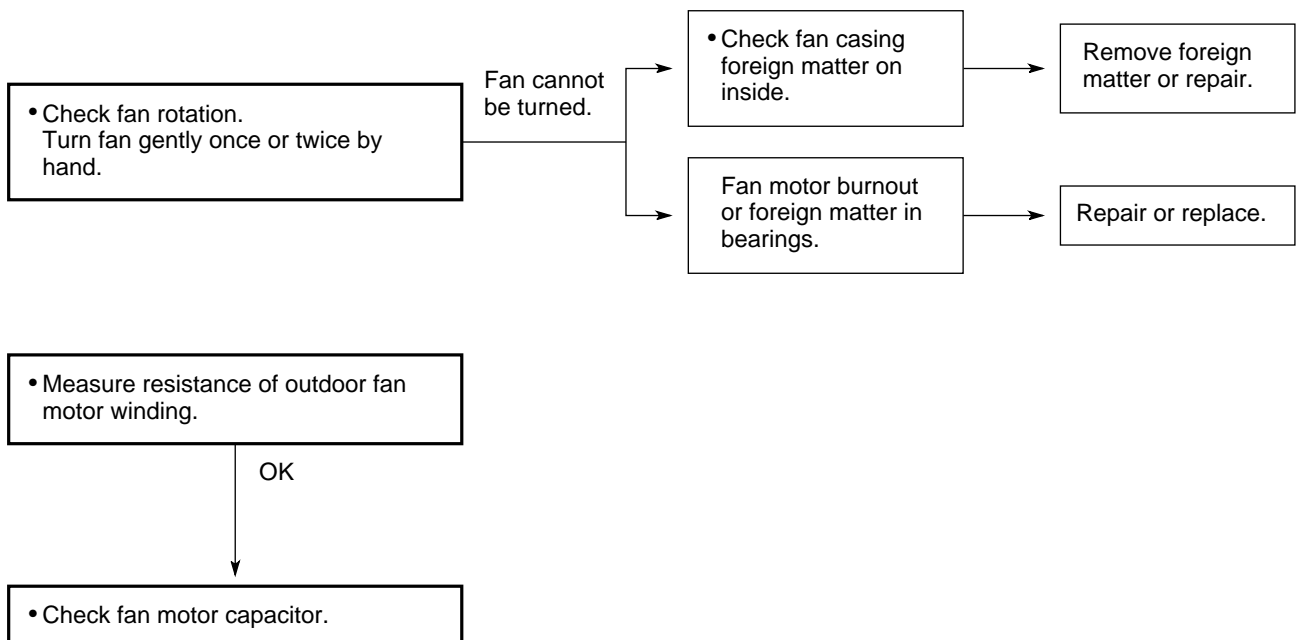 • Check fan rotation.
Turn fan gently once or twice by
hand.
Fan cannot
be turned.
• Check fan casing
foreign matter on
inside.
Remove foreign
matter or repair.
Fan motor burnout
or foreign matter in
bearings.
Repair or replace.
• Measure resistance of outdoor fan
motor winding.
OK
• Check fan motor capacitor.